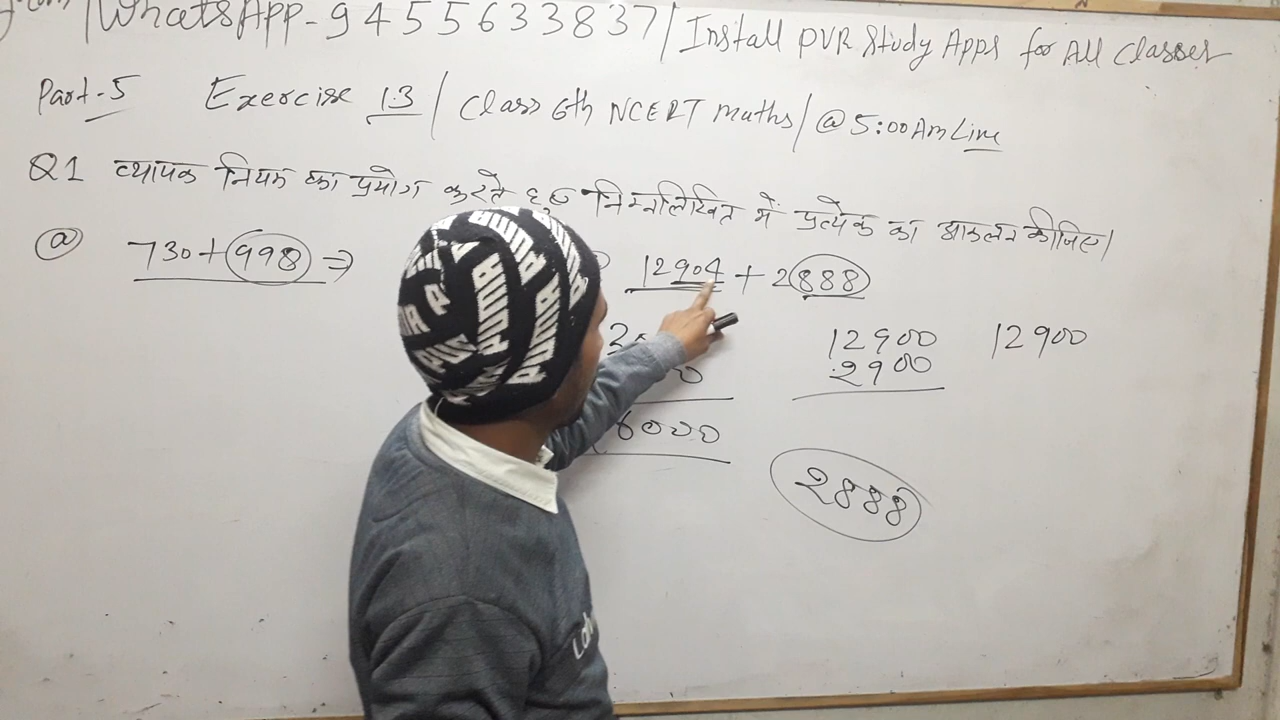 WhatsApp-9455633837/Install PVR Study Apps for All Classes
Part-5 Exercise 1.3/ Class 6th NCERT maths/@5:00AM Live
Q1 व्यापक नियम का प्रयोग करते हुए निम्नलिखित में प्रत्येक का आकलन कीजिए।
@ 730+998⇒
12904+2888
12900 12900
2900
6000
2888
PUMA